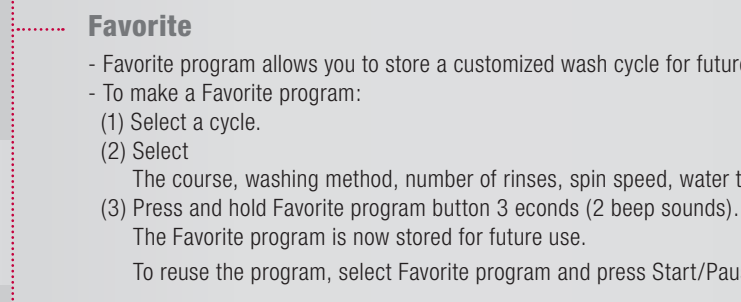 Favorite
- Favorite program allows you to store a customized wash cycle for future
- To make a Favorite program:
(1) Select a cycle.
(2) Select
The course, washing method, number of rinses, spin speed, water t
(3) Press and hold Favorite program button 3 econds (2 beep sounds).
The Favorite program is now stored for future use.
To reuse the program, select Favorite program and press Start/Pau